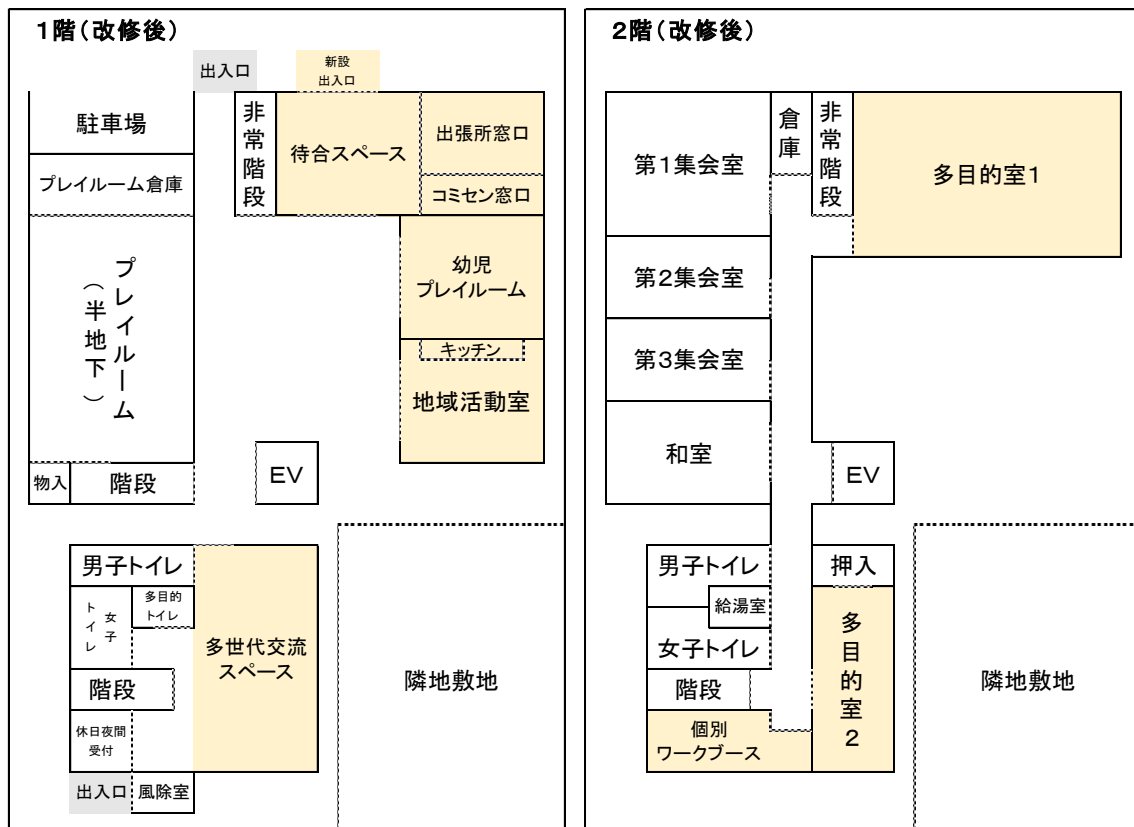 1階(改修後)
出入口
新設
出入口
駐車場
非常階段
待合スペース
出張所窓口
プレイルーム倉庫
コミセン窓口
プレイルーム
(半地下)
幼児
プレイルーム
キッチン
地域活動室
物入
階段
EV
男子トイレ
女子
トイレ
多目的
トイレ
多世代交流
スペース
階段
休日夜間
受付
出入口
風除室
隣地敷地
2階(改修後)
第1集会室
倉庫
非常階段
多目的室1
第2集会室
第3集会室
和室
EV
男子トイレ
給湯室
女子トイレ
階段
個別
ワークブース
押入
多目的室2
隣地敷地